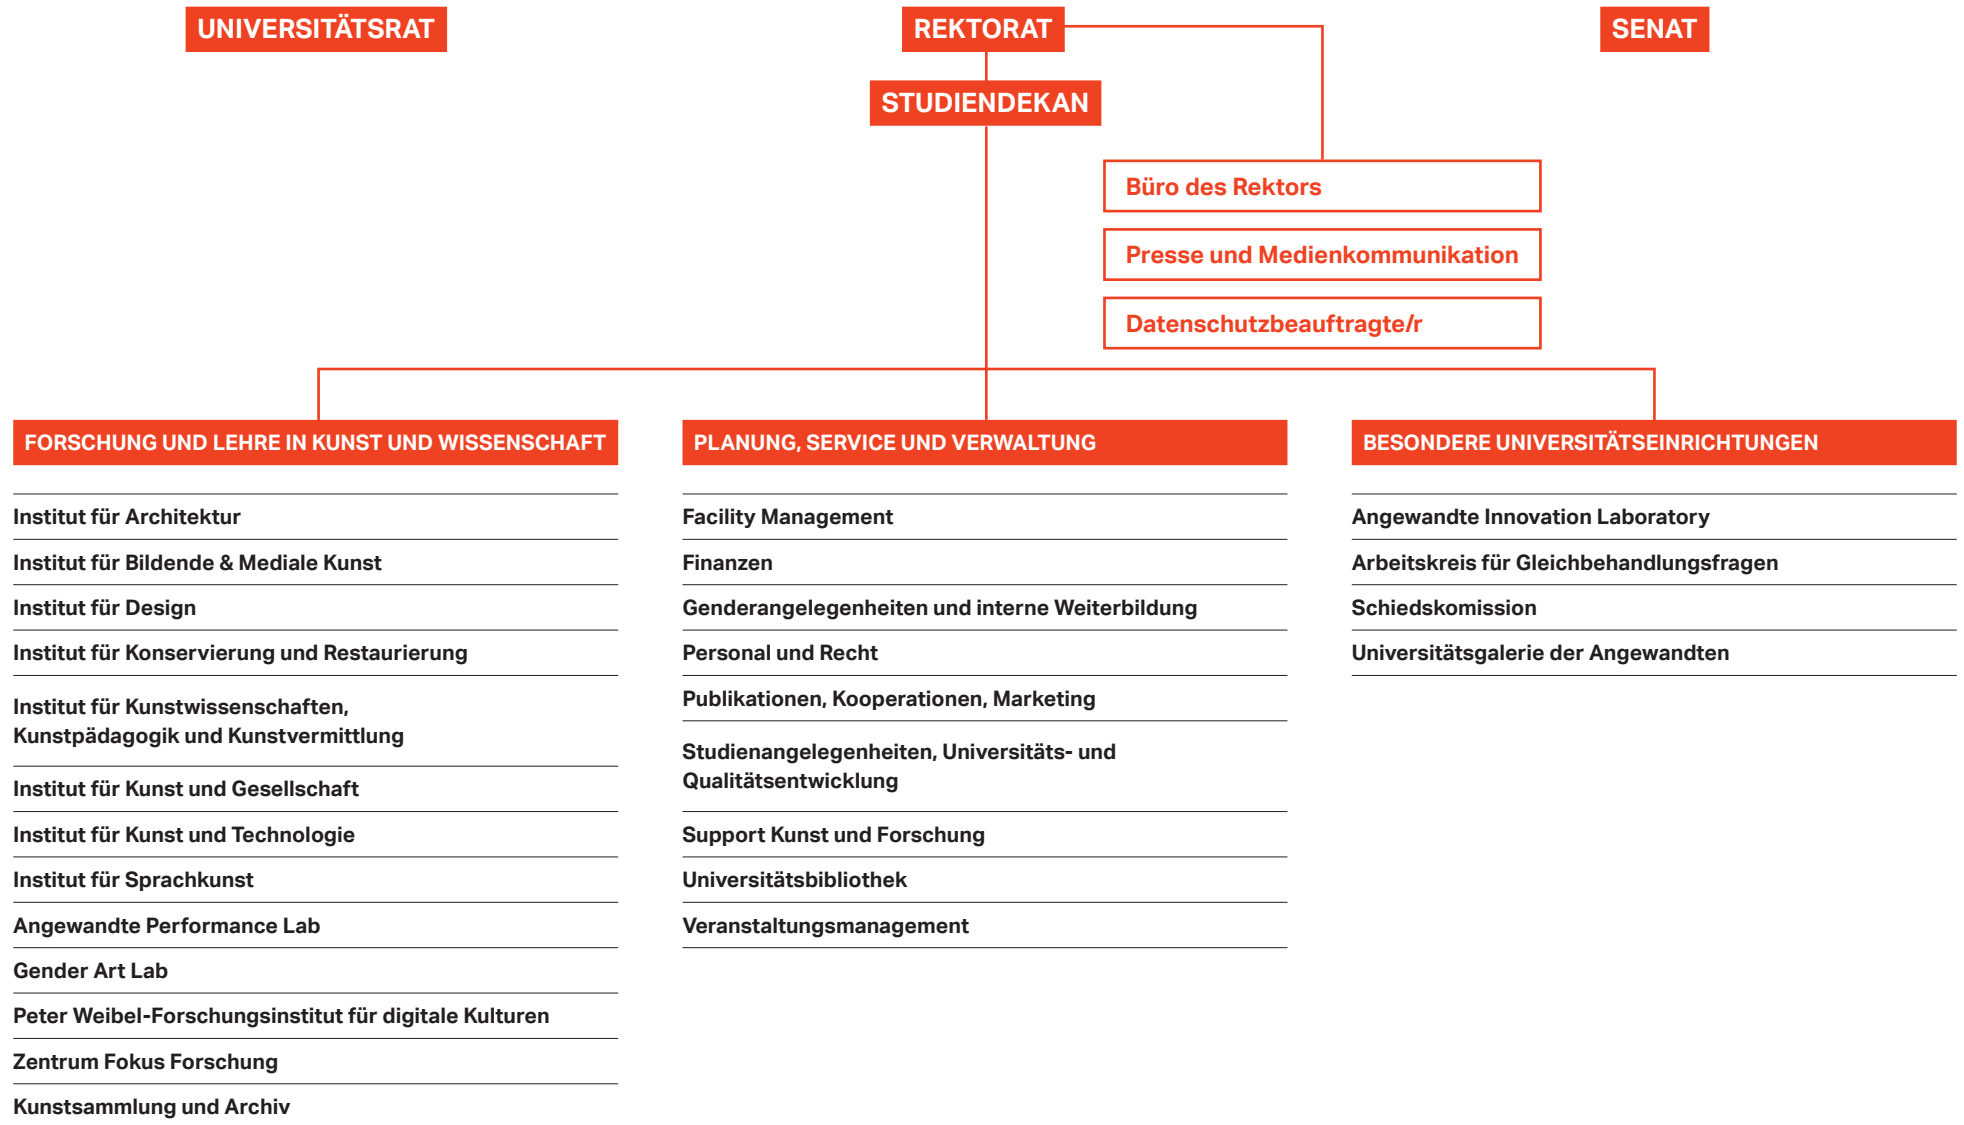 UNIVERSITÄTSRAT
REKTORAT
SENAT
STUDIENDEKAN
Büro des Rektors
Presse und Medienkommunikation
Datenschutzbeauftragte/r
FORSCHUNG UND LEHRE IN KUNST UND WISSENSCHAFT
Institut für Architektur
Institut für Bildende & Mediale Kunst
Institut für Design
Institut für Konservierung und Restaurierung
Institut für Kunstwissenschaften,
Kunstpädagogik und Kunstvermittlung
Institut für Kunst und Gesellschaft
Institut für Kunst und Technologie
Institut für Sprachkunst
Angewandte Performance Lab
Gender Art Lab
Peter Weibel-Forschungsinstitut für digitale Kulturen
Zentrum Fokus Forschung
Kunstsammlung und Archiv
PLANUNG, SERVICE UND VERWALTUNG
Facility Management
Finanzen
Genderangelegenheiten und interne Weiterbildung
Personal und Recht
Publikationen, Kooperationen, Marketing
Studienangelegenheiten, Universitäts- und
Qualitätsentwicklung
Support Kunst und Forschung
Universitätsbibliothek
Veranstaltungsmanagement
BESONDERE UNIVERSITÄTSEINRICHTUNGEN
Angewandte Innovation Laboratory
Arbeitskreis für Gleichbehandlungsfragen
Schiedskomission
Universitätsgalerie der Angewandten